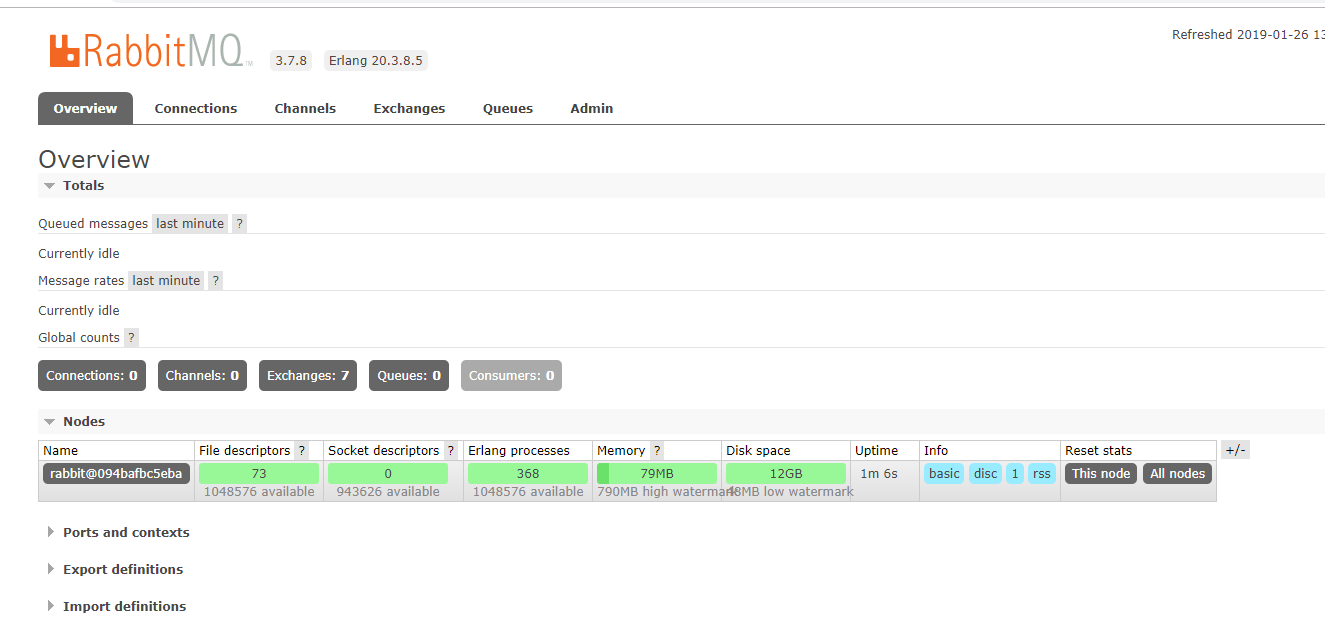 Refreshed 2019-01-26 13
RabbitMQ TM 3.7.8 Erlang 20.3.8.5
Overview Connections Channels Exchanges Queues Admin
Overview
Totals
Queued messages last minute ?
Currently idle
Message rates last minute ?
Currently idle
Global counts ?
Connections: 0 Channels: 0 Exchanges: 7 Queues: 0 Consumers: 0
Nodes
Name File descriptors ? Socket descriptors ? Erlang processes Memory ? Disk space Uptime Info Reset stats +/-
rabbit@094bafbc5eba 73 0 368 79MB 12GB 1m 6s basic disc 1 rss This node All nodes
1048576 available 943626 available 1048576 available 790MB high watermark 48MB low watermark
Ports and contexts
Export definitions
Import definitions